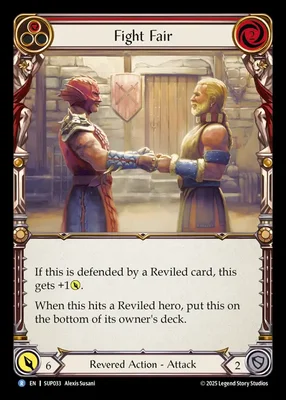 Fight Fair
If this is defended by a Reviled card, this
gets +1.
When this hits a Reviled hero, put this on
the bottom of its owner's deck.
6
Revered Action - Attack
2
R EN SUP033 Alexis Susani
© 2025 Legend Story Studios